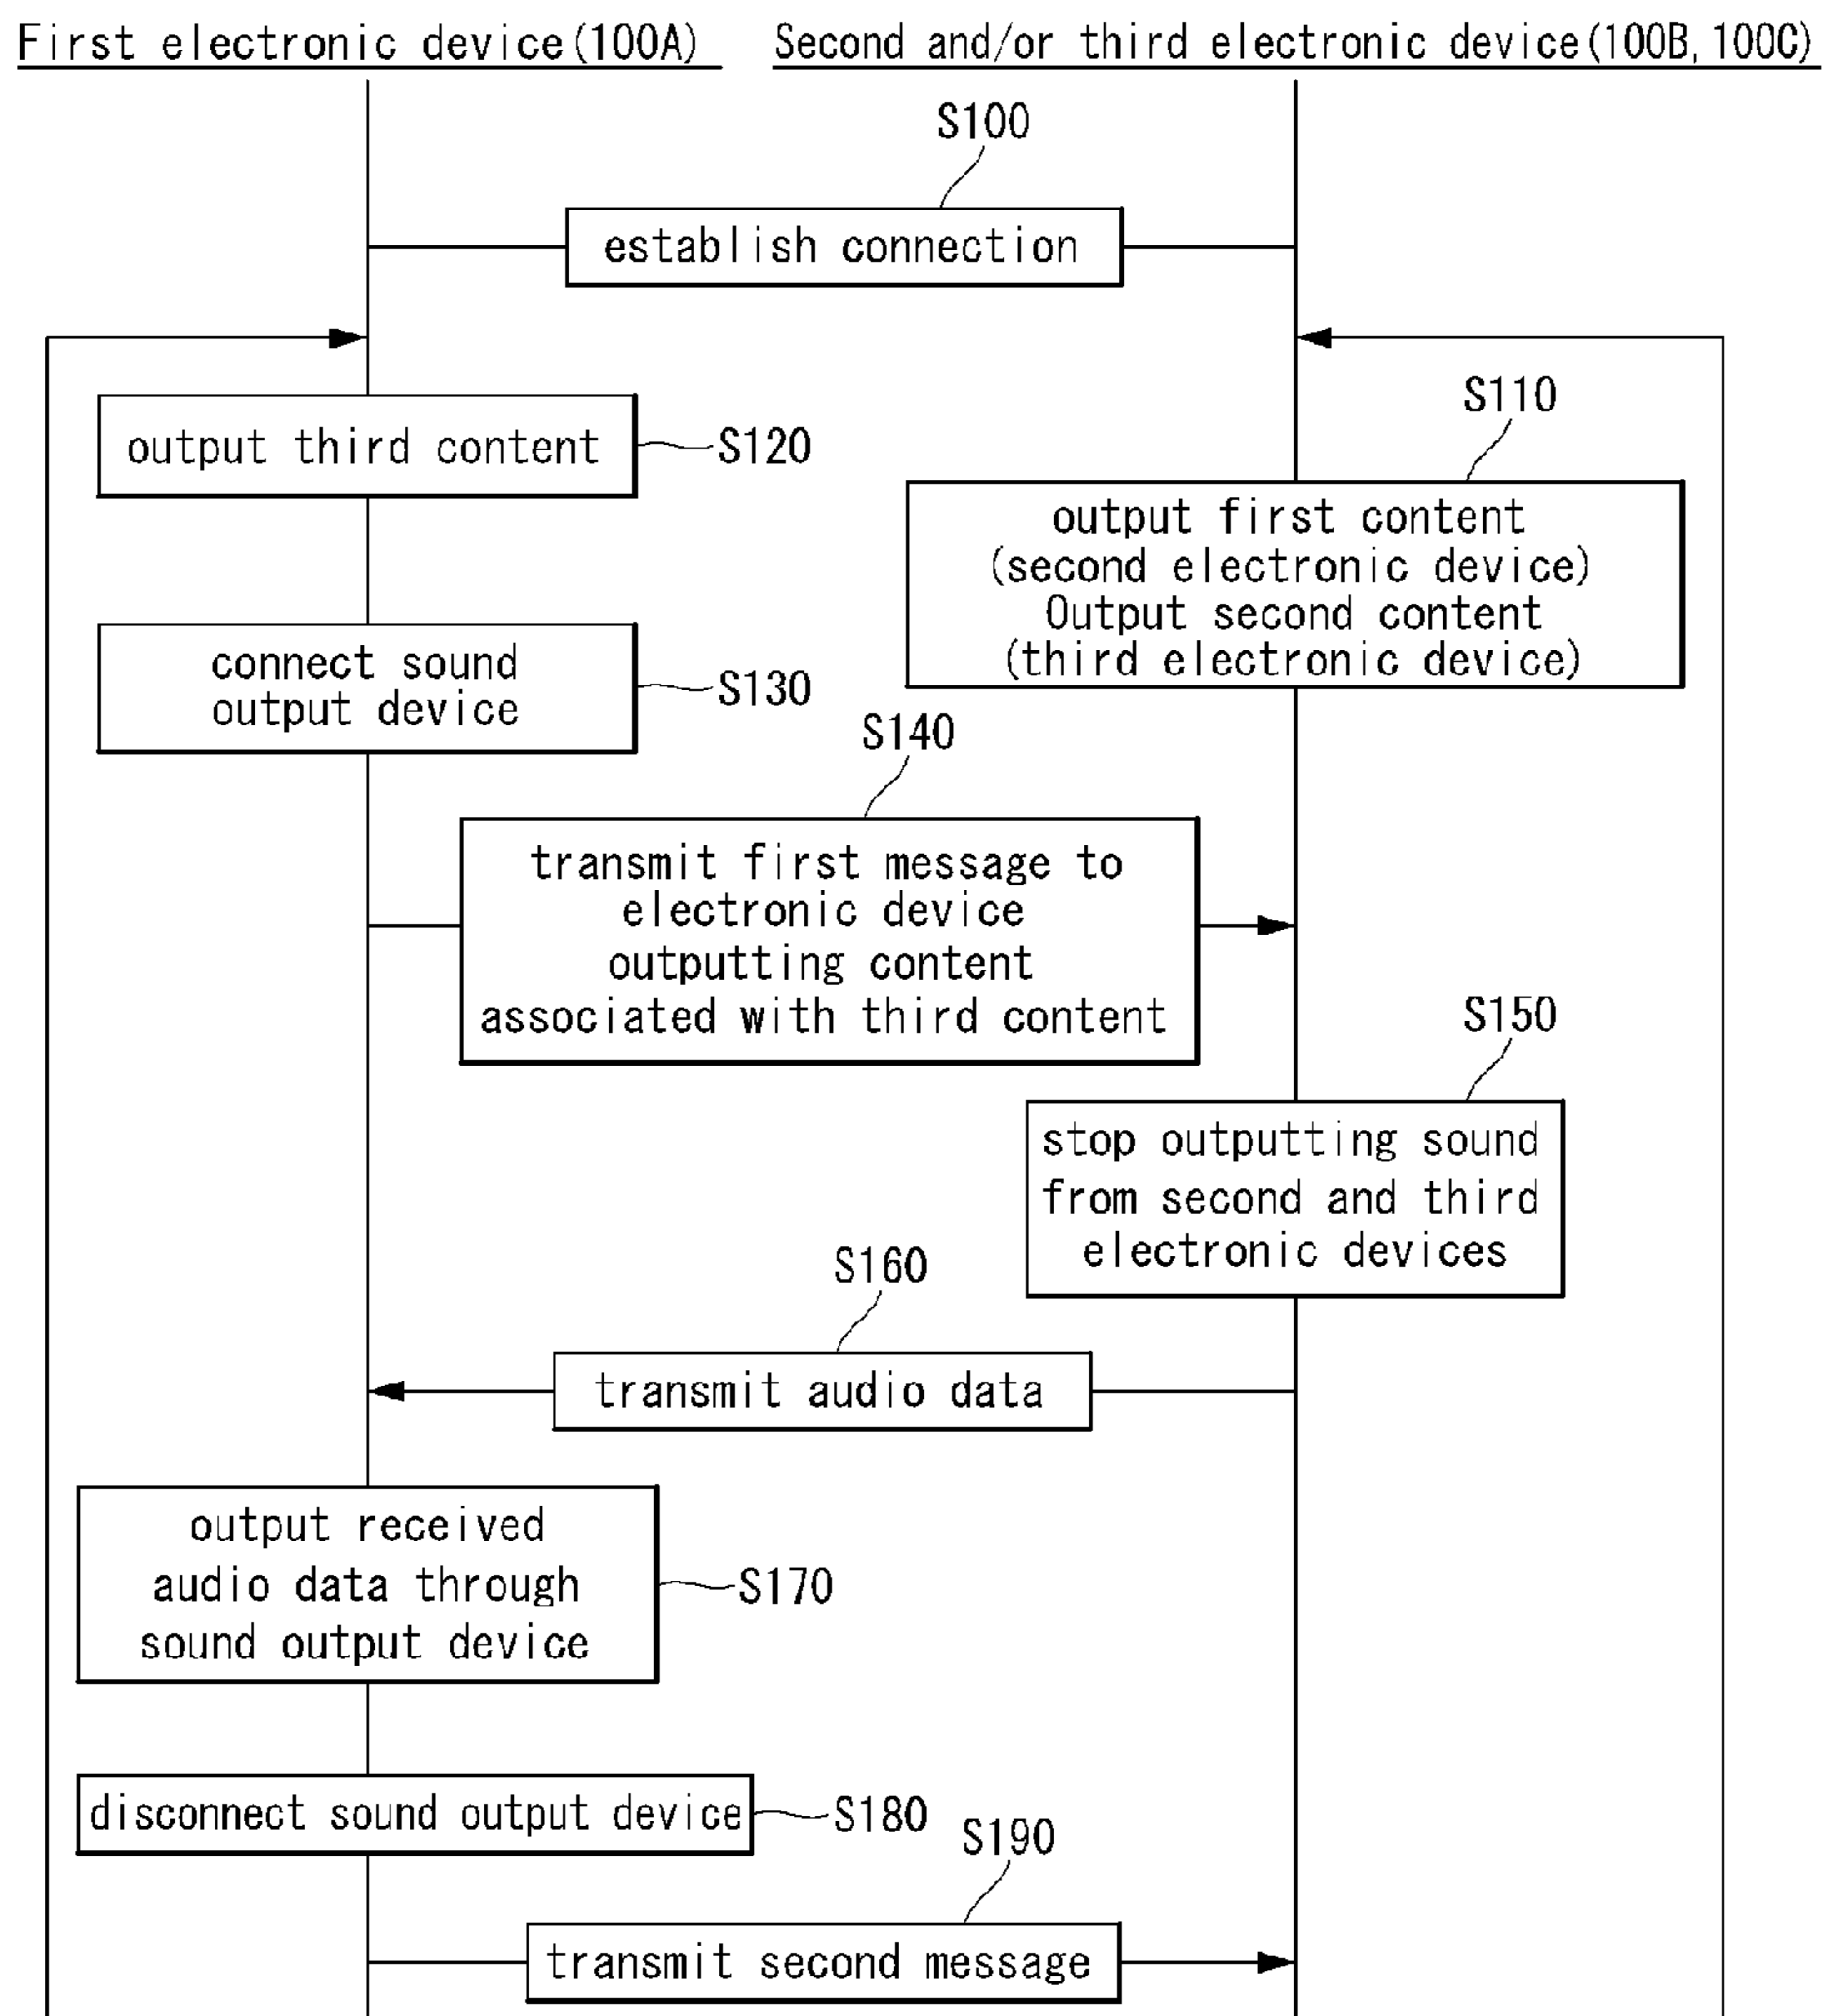 First electronic device(100A)
Second and/or third electronic device(100B, 100C)
S100
establish connection
S110
output third content
S120
output first content
(second electronic device)
Output second content
(third electronic device)
connect sound
output device
S130
S140
transmit first message to
electronic device
outputting content
associated with third content
S150
stop outputting sound
from second and third
electronic devices
S160
transmit audio data
output received
audio data through
sound output device
S170
disconnect sound output device
S180
S190
transmit second message